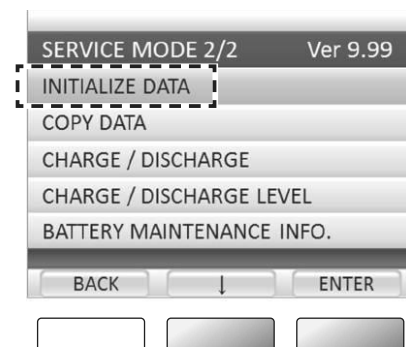 SERVICE MODE 2/2 Ver 9.99
INITIALIZE DATA
COPY DATA
CHARGE / DISCHARGE
CHARGE / DISCHARGE LEVEL
BATTERY MAINTENANCE INFO.
BACK ↓ ENTER